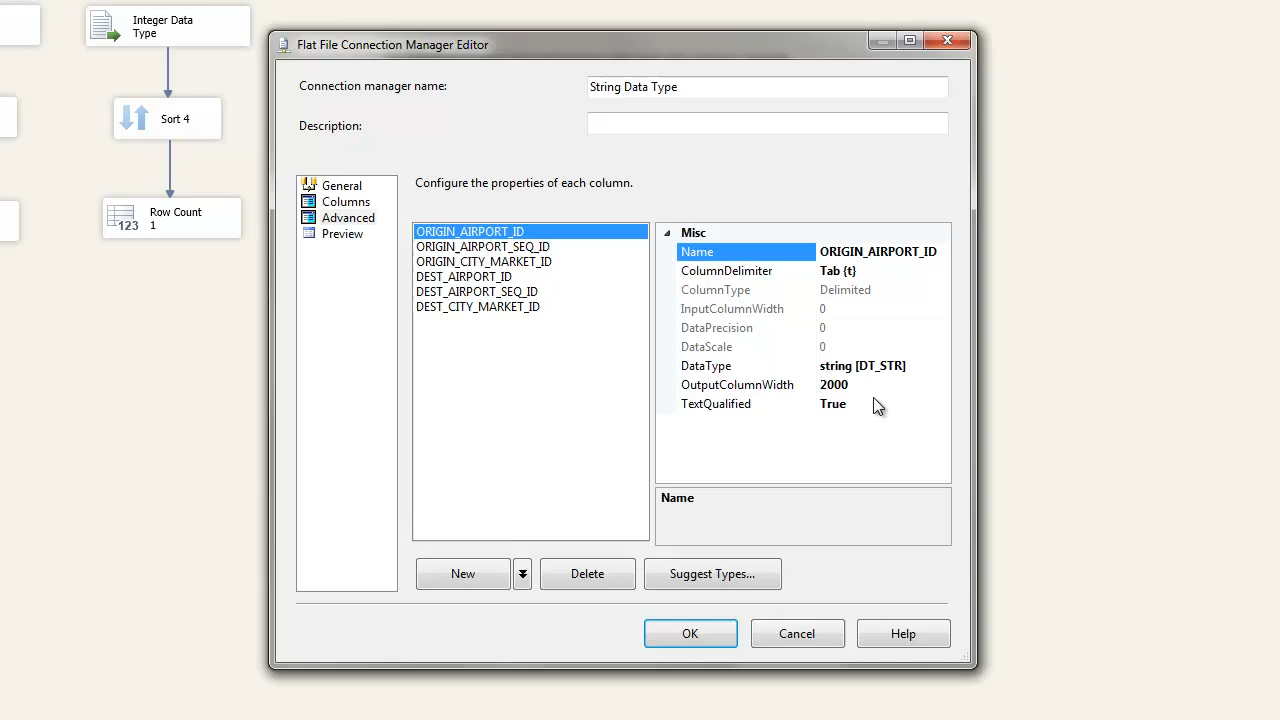 Integer Data
Type
Sort 4
Row Count
1
123
Flat File Connection Manager Editor
Connection manager name:
String Data Type
Description:
General
Columns
Advanced
Preview
Configure the properties of each column.
ORIGIN_AIRPORT_ID
ORIGIN_AIRPORT_SEQ_ID
ORIGIN_CITY_MARKET_ID
DEST_AIRPORT_ID
DEST_AIRPORT_SEQ_ID
DEST_CITY_MARKET_ID
Misc
Name ORIGIN_AIRPORT_ID
ColumnDelimiter Tab {t}
ColumnType Delimited
InputColumnWidth 0
DataPrecision 0
DataScale 0
DataType string [DT_STR]
OutputColumnWidth 2000
TextQualified True
Name
New Delete Suggest Types...
OK Cancel Help